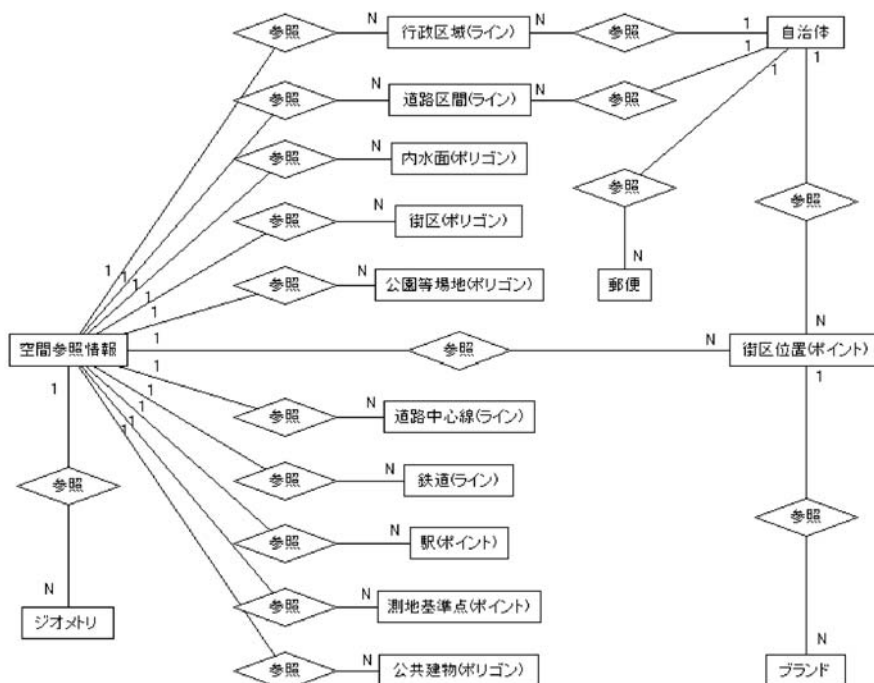 参照 N 行政区域(ライン) N 参照 1 自治体
1 参照 N 道路区間(ライン) N 参照 1 1 1
参照 N 内水面(ポリゴン)
参照 参照
参照 N 街区(ポリゴン)
1 1 1 N
参照 N 公園等場地(ポリゴン) 郵便
1 1 N
空間参照情報 1 参照 N 街区位置(ポイント)
1 1 1 1
参照 N 道路中心線(ライン)
1 1 1
参照 N 鉄道(ライン)
参照 参照
参照 N 駅(ポイント)
N 参照 N 測地基準点(ポイント)
ジオメトリ N
参照 N 公共建物(ポリゴン) ブランド